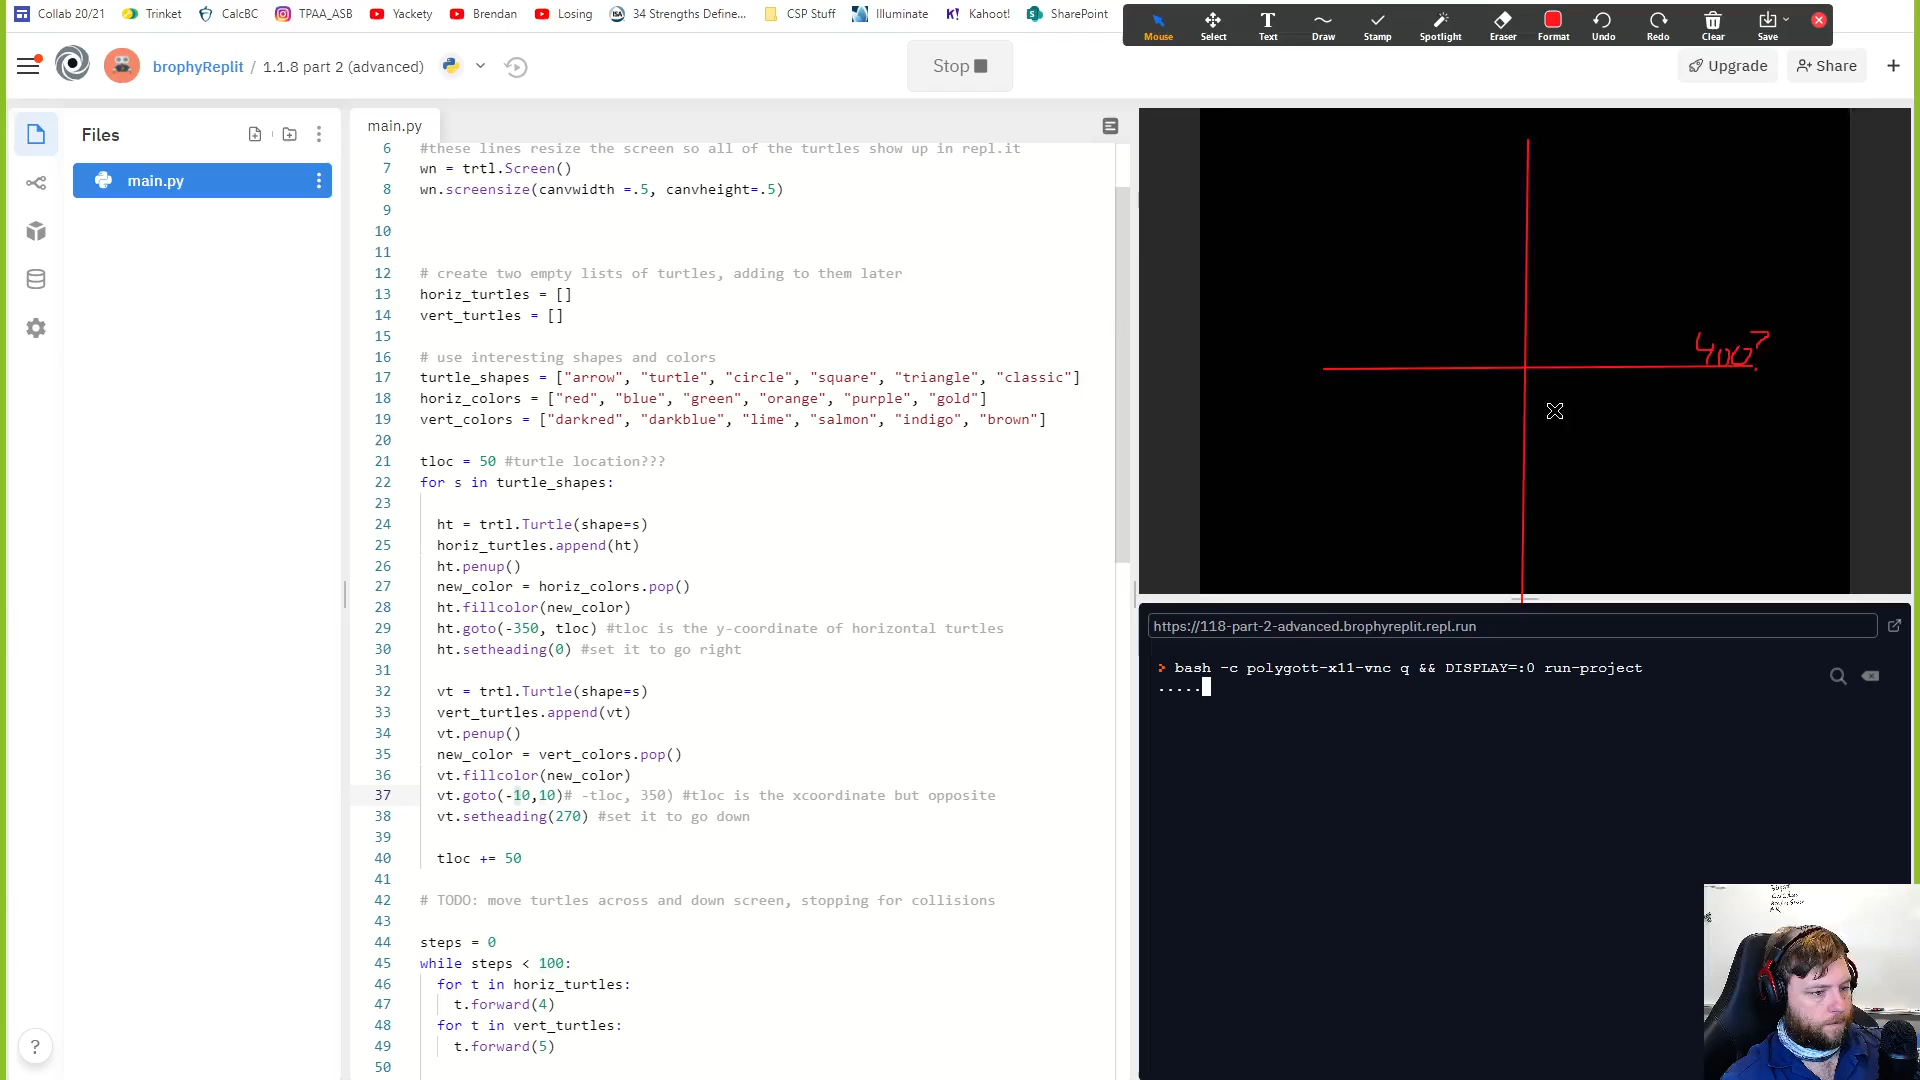 Collab 20/21 Trinket CalcBC TPAA_ASB Yackety Brendan Losing 34 Strengths Define... CSP Stuff Illuminate Kahoot! SharePoint
Mouse Select Text Draw Stamp Spotlight Eraser Format Undo Redo Clear Save
brophyReplit / 1.1.8 part 2 (advanced)
Stop
Upgrade Share
Files
main.py
main.py
6 #these lines resize the screen so all of the turtles show up in repl.it
7 wn = trtl.Screen()
8 wn.screensize(canvwidth =.5, canvheight=.5)
9
10
11
12 # create two empty lists of turtles, adding to them later
13 horiz_turtles = []
14 vert_turtles = []
15
16 # use interesting shapes and colors
17 turtle_shapes = ["arrow", "turtle", "circle", "square", "triangle", "classic"]
18 horiz_colors = ["red", "blue", "green", "orange", "purple", "gold"]
19 vert_colors = ["darkred", "darkblue", "lime", "salmon", "indigo", "brown"]
20
21 tloc = 50 #turtle location???
22 for s in turtle_shapes:
23
24 ht = trtl.Turtle(shape=s)
25 horiz_turtles.append(ht)
26 ht.penup()
27 new_color = horiz_colors.pop()
28 ht.fillcolor(new_color)
29 ht.goto(-350, tloc) #tloc is the y-coordinate of horizontal turtles
30 ht.setheading(0) #set it to go right
31
32 vt = trtl.Turtle(shape=s)
33 vert_turtles.append(vt)
34 vt.penup()
35 new_color = vert_colors.pop()
36 vt.fillcolor(new_color)
37 vt.goto(-10,10)# -tloc, 350) #tloc is the xcoordinate but opposite
38 vt.setheading(270) #set it to go down
39
40 tloc += 50
41
42 # TODO: move turtles across and down screen, stopping for collisions
43
44 steps = 0
45 while steps < 100:
46 for t in horiz_turtles:
47 t.forward(4)
48 for t in vert_turtles:
49 t.forward(5)
50
400?
https://118-part-2-advanced.brophyreplit.repl.run
> bash -c polygott-x11-vnc q && DISPLAY=:0 run-project
.....
?